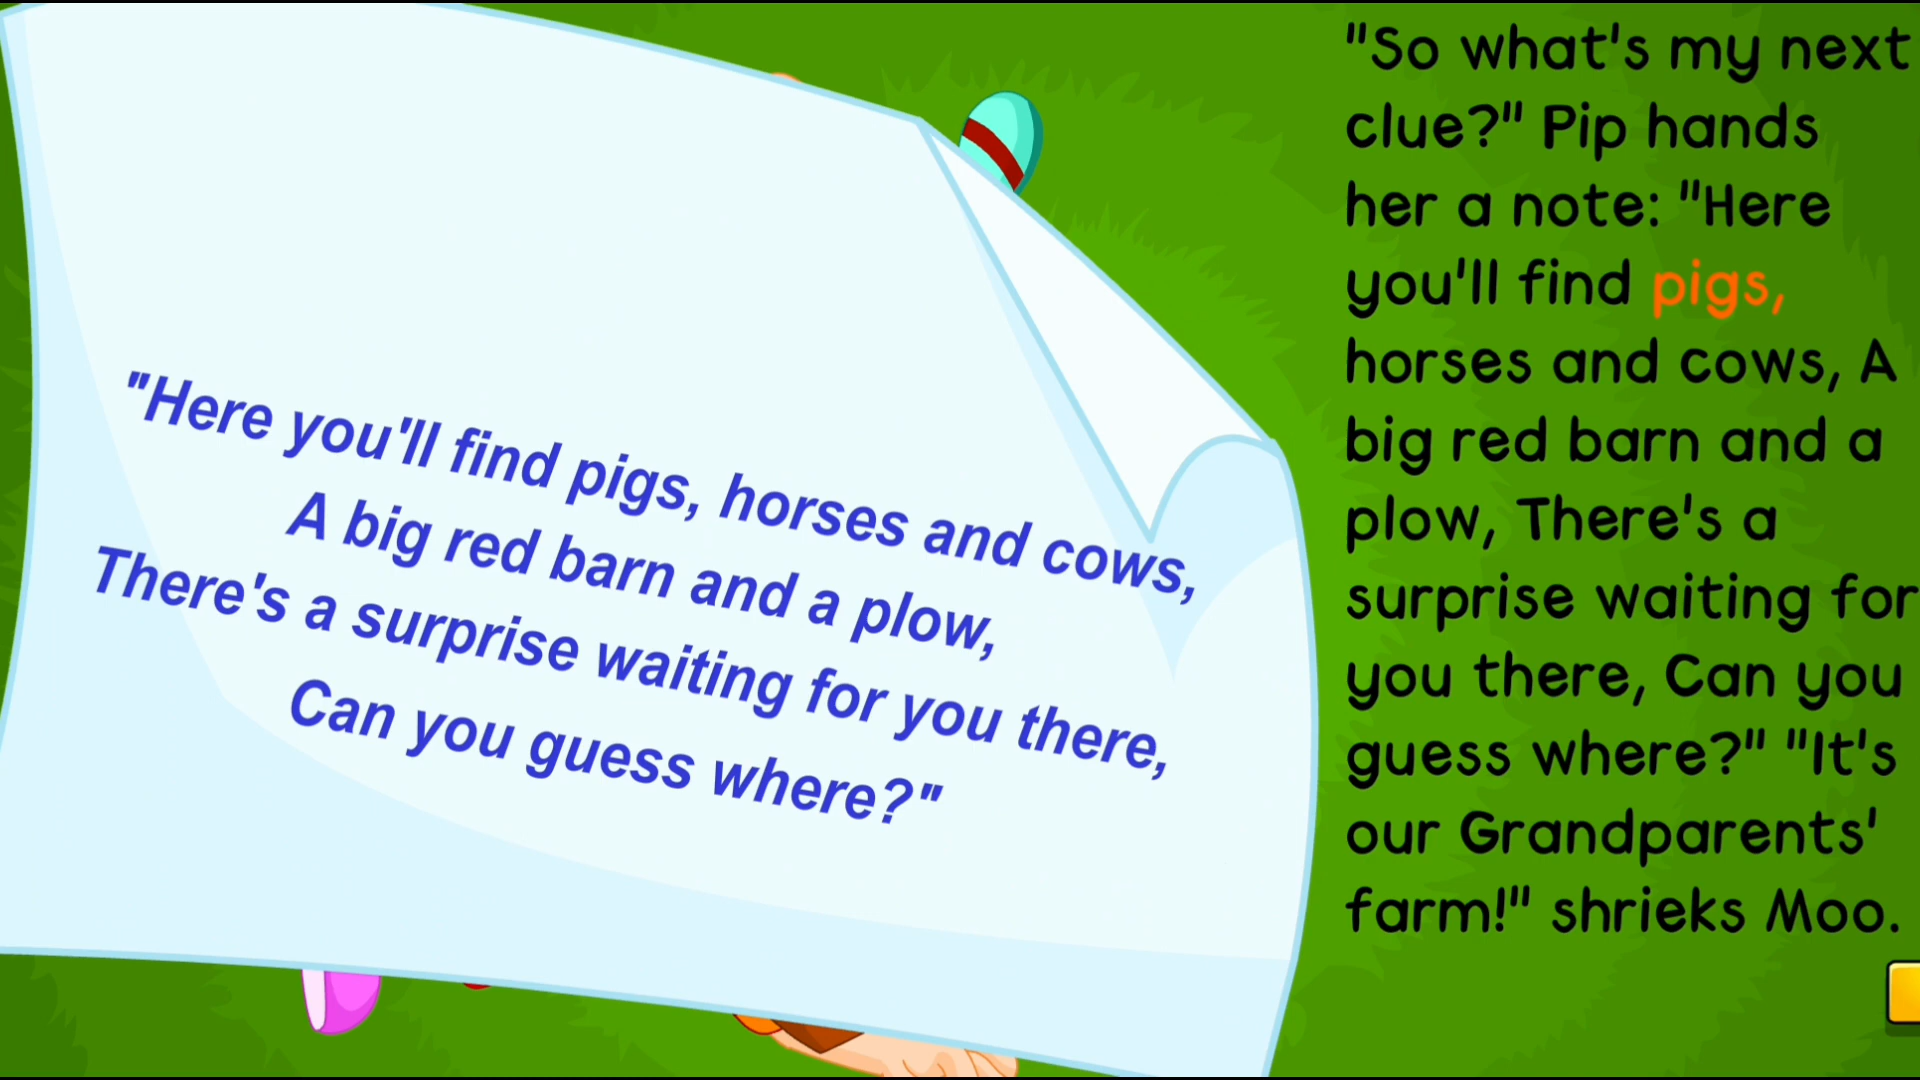 "Here you'll find pigs, horses and cows,
A big red barn and a plow,
There's a surprise waiting for you there,
Can you guess where?"
"So what's my next
clue?" Pip hands
her a note: "Here
you'll find pigs,
horses and cows, A
big red barn and a
plow, There's a
surprise waiting for
you there, Can you
guess where?" "It's
our Grandparents'
farm!" shrieks Moo.